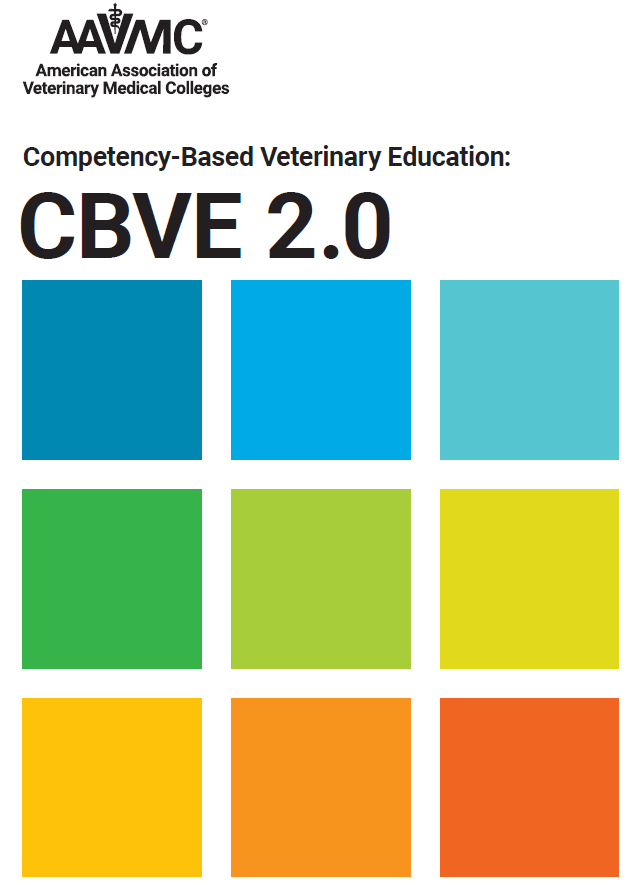 AAVMC®
American Association of
Veterinary Medical Colleges
Competency-Based Veterinary Education:
CBVE 2.0